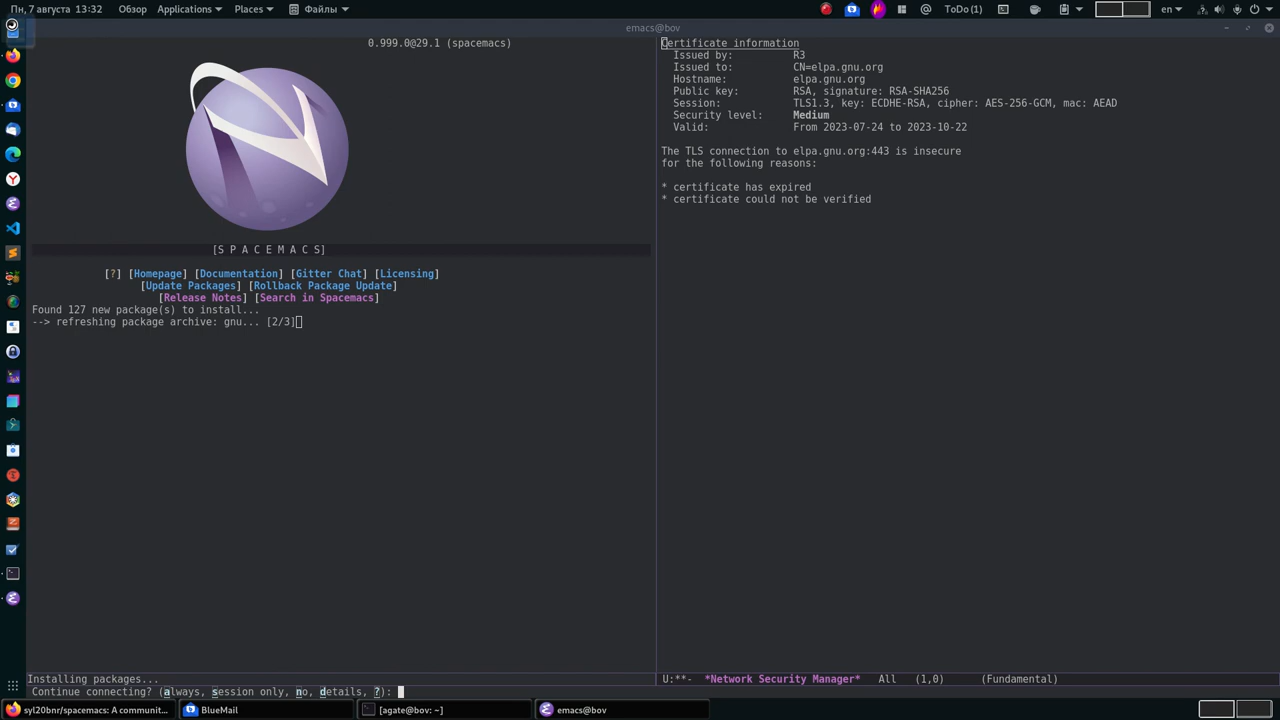 Пн, 7 августа 13:32 Обзор Applications Places Файлы ToDo (1) en
emacs@bov
0.999.0@29.1 (spacemacs)
[S P A C E M A C S]
[?] [Homepage] [Documentation] [Gitter Chat] [Licensing]
[Update Packages] [Rollback Package Update]
[Release Notes] [Search in Spacemacs]
Found 127 new package(s) to install...
--> refreshing package archive: gnu... [2/3]
Certificate information
Issued by: R3
Issued to: CN=elpa.gnu.org
Hostname: elpa.gnu.org
Public key: RSA, signature: RSA-SHA256
Session: TLS1.3, key: ECDHE-RSA, cipher: AES-256-GCM, mac: AEAD
Security level: Medium
Valid: From 2023-07-24 to 2023-10-22
The TLS connection to elpa.gnu.org:443 is insecure
for the following reasons:
* certificate has expired
* certificate could not be verified
Installing packages...
U:**- *Network Security Manager* All (1,0) (Fundamental)
Continue connecting? (always, session only, no, details, ?):
syl20bnr/spacemacs: A communit... BlueMail [agate@bov: ~] emacs@bov